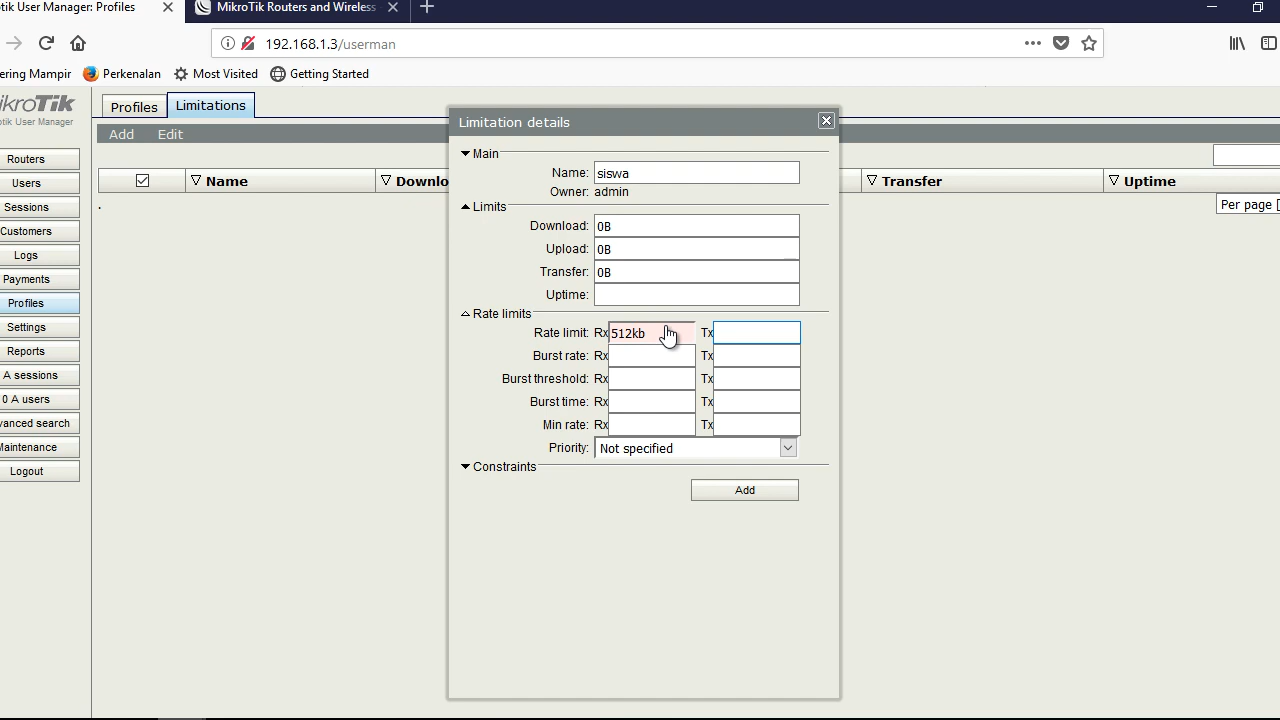 tik User Manager: Profiles
MikroTik Routers and Wireless
192.168.1.3/userman
ering Mampir
Perkenalan
Most Visited
Getting Started
ikroTik
otik User Manager
Profiles
Limitations
Add
Edit
Routers
Users
Sessions
Customers
Logs
Payments
Profiles
Settings
Reports
A sessions
0 A users
vanced search
Maintenance
Logout
Name
Downlo
Transfer
Uptime
Per page
Limitation details
Main
Name: siswa
Owner: admin
Limits
Download: 0B
Upload: 0B
Transfer: 0B
Uptime:
Rate limits
Rate limit: Rx 512kb Tx
Burst rate: Rx Tx
Burst threshold: Rx Tx
Burst time: Rx Tx
Min rate: Rx Tx
Priority: Not specified
Constraints
Add